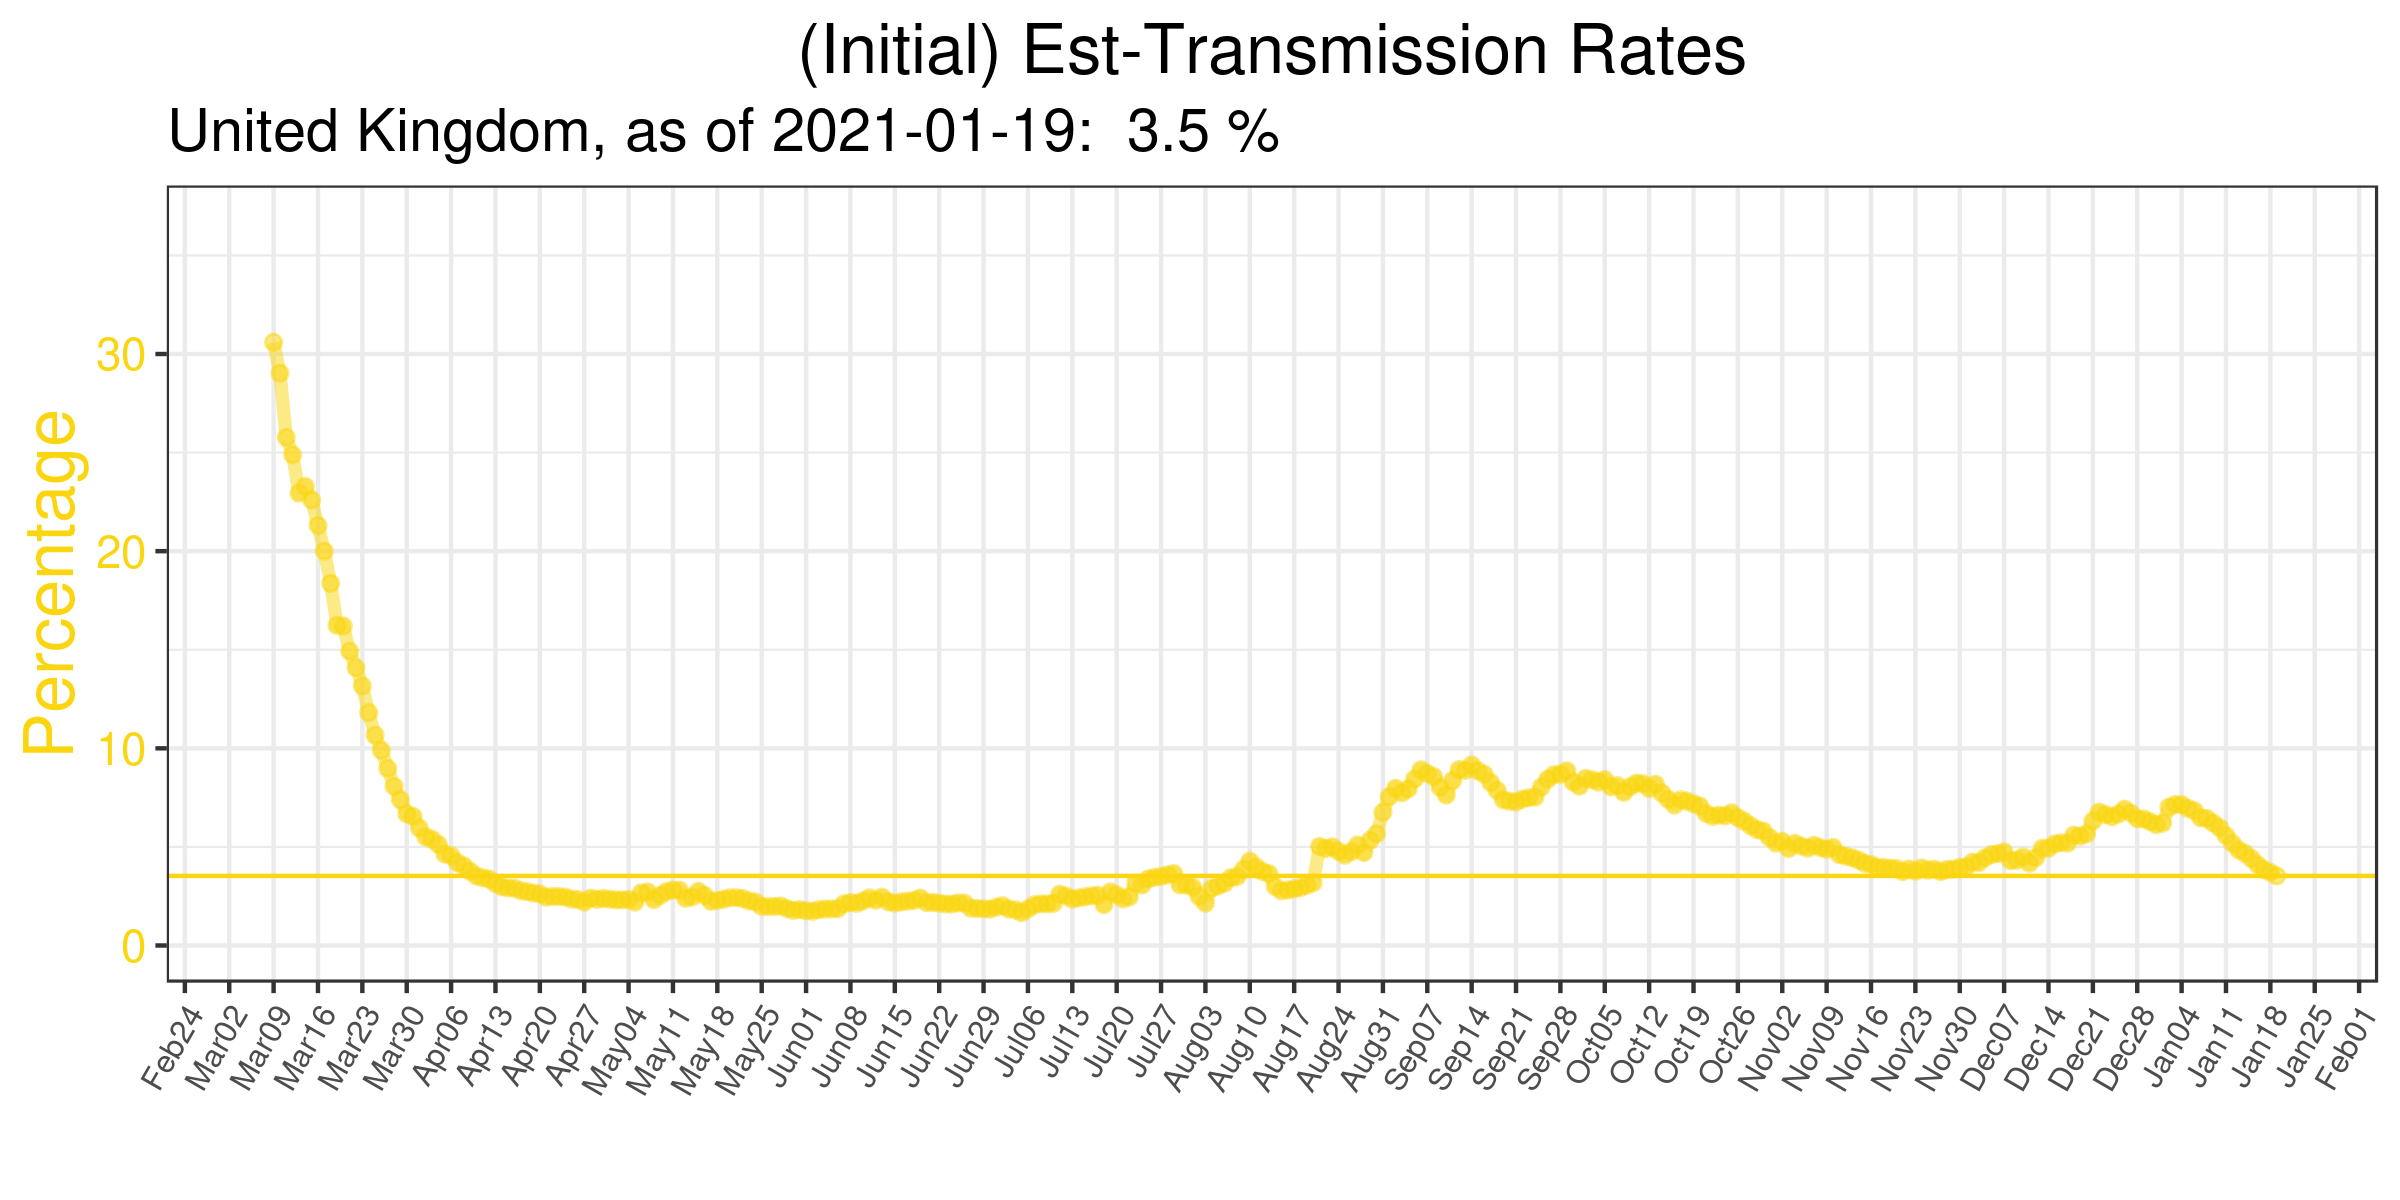 (Initial) Est-Transmission Rates
United Kingdom, as of 2021-01-19:  3.5 %
Percentage
30
20
10
0
Feb24 Mar02 Mar09 Mar16 Mar23 Mar30 Apr06 Apr13 Apr20 Apr27 May04 May11 May18 May25 Jun01 Jun08 Jun15 Jun22 Jun29 Jul06 Jul13 Jul20 Jul27 Aug03 Aug10 Aug17 Aug24 Aug31 Sep07 Sep14 Sep21 Sep28 Oct05 Oct12 Oct19 Oct26 Nov02 Nov09 Nov16 Nov23 Nov30 Dec07 Dec14 Dec21 Dec28 Jan04 Jan11 Jan18 Jan25 Feb01